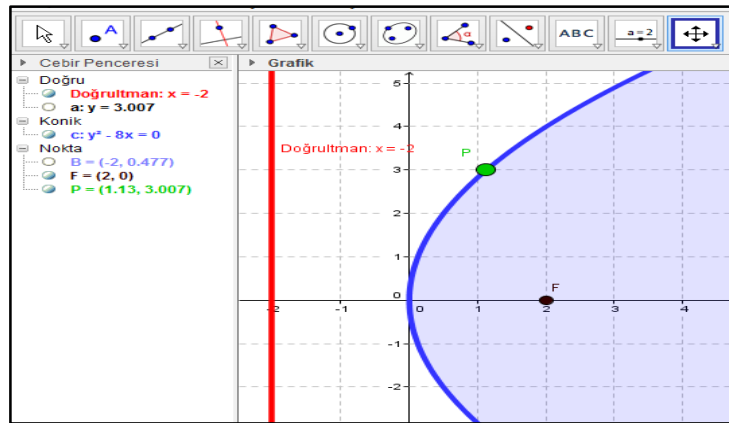 A
α
ABC
a=2
Cebir Penceresi
Grafik
Doğru
Doğrultman: x = -2
a: y = 3.007
Konik
c: y² - 8x = 0
Nokta
B = (-2, 0.477)
F = (2, 0)
P = (1.13, 3.007)
5
4
Doğrultman: x = -2
P
3
2
1
F
0
-2
-1
0
1
2
3
4
-1
-2